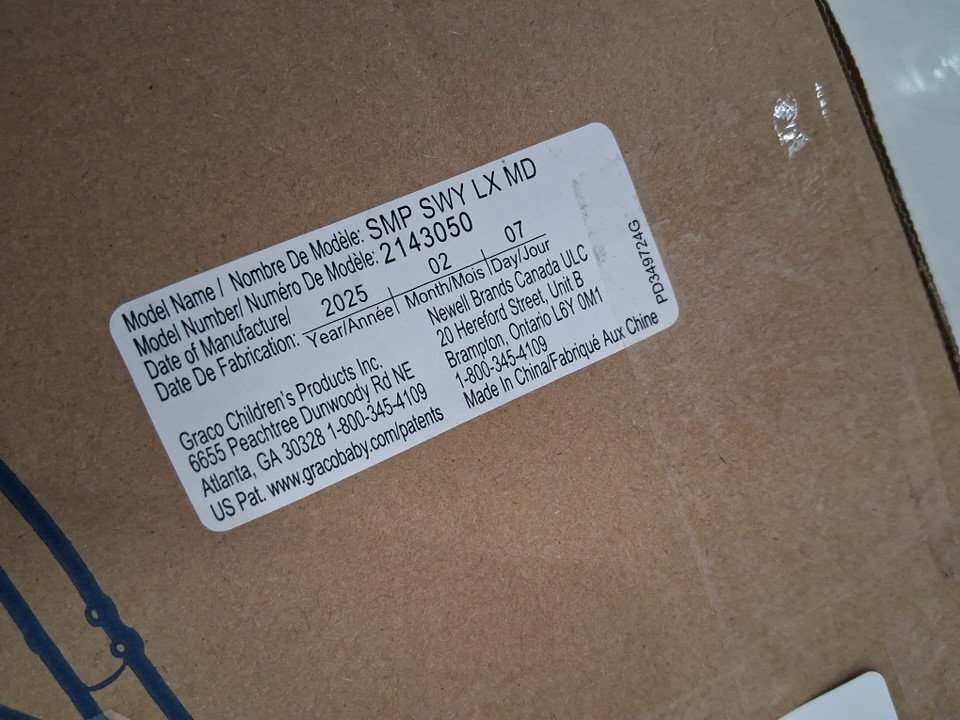 Model Name / Nombre De Modèle: SMP SWY LX MD
Model Number/ Numéro De Modèle: 2143050
Date of Manufacture/
Date De Fabrication:
2025 02 07
Year/Année Month/Mois Day/Jour
Graco Children's Products Inc,
6655 Peachtree Dunwoody Rd NE
Atlanta, GA 30328 1-800-345-4109
US Pat. www.gracobaby.com/patents
Newell Brands Canada ULC
20 Hereford Street, Unit B
Brampton, Ontario L6Y 0M1
1-800-345-4109
Made In China/Fabriqué Aux Chine
PD349724G